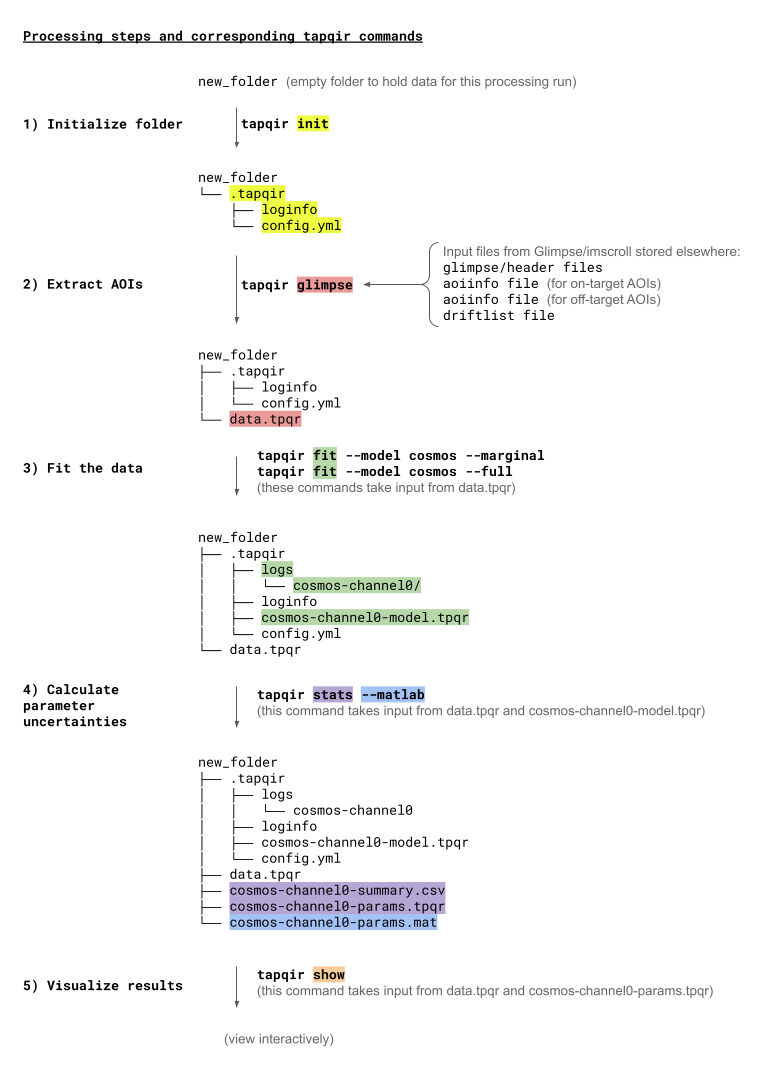 Processing steps and corresponding tapqir commands
new_folder (empty folder to hold data for this processing run)
1) Initialize folder
tapqir init
new_folder
└── .tapqir
    ├── loginfo
    └── config.yml
Input files from Glimpse/imscroll stored elsewhere:
glimpse/header files
aoiinfo file (for on-target AOIs)
aoiinfo file (for off-target AOIs)
driftlist file
2) Extract AOIs
tapqir glimpse
new_folder
├── .tapqir
│   ├── loginfo
│   └── config.yml
└── data.tpqr
3) Fit the data
tapqir fit --model cosmos --marginal
tapqir fit --model cosmos --full
(these commands take input from data.tpqr)
new_folder
├── .tapqir
│   ├── logs
│   │   └── cosmos-channel0/
│   ├── loginfo
│   ├── cosmos-channel0-model.tpqr
│   └── config.yml
└── data.tpqr
4) Calculate
parameter
uncertainties
tapqir stats --matlab
(this command takes input from data.tpqr and cosmos-channel0-model.tpqr)
new_folder
├── .tapqir
│   ├── logs
│   │   └── cosmos-channel0
│   ├── loginfo
│   ├── cosmos-channel0-model.tpqr
│   └── config.yml
├── data.tpqr
├── cosmos-channel0-summary.csv
├── cosmos-channel0-params.tpqr
└── cosmos-channel0-params.mat
5) Visualize results
tapqir show
(this command takes input from data.tpqr and cosmos-channel0-params.tpqr)
(view interactively)